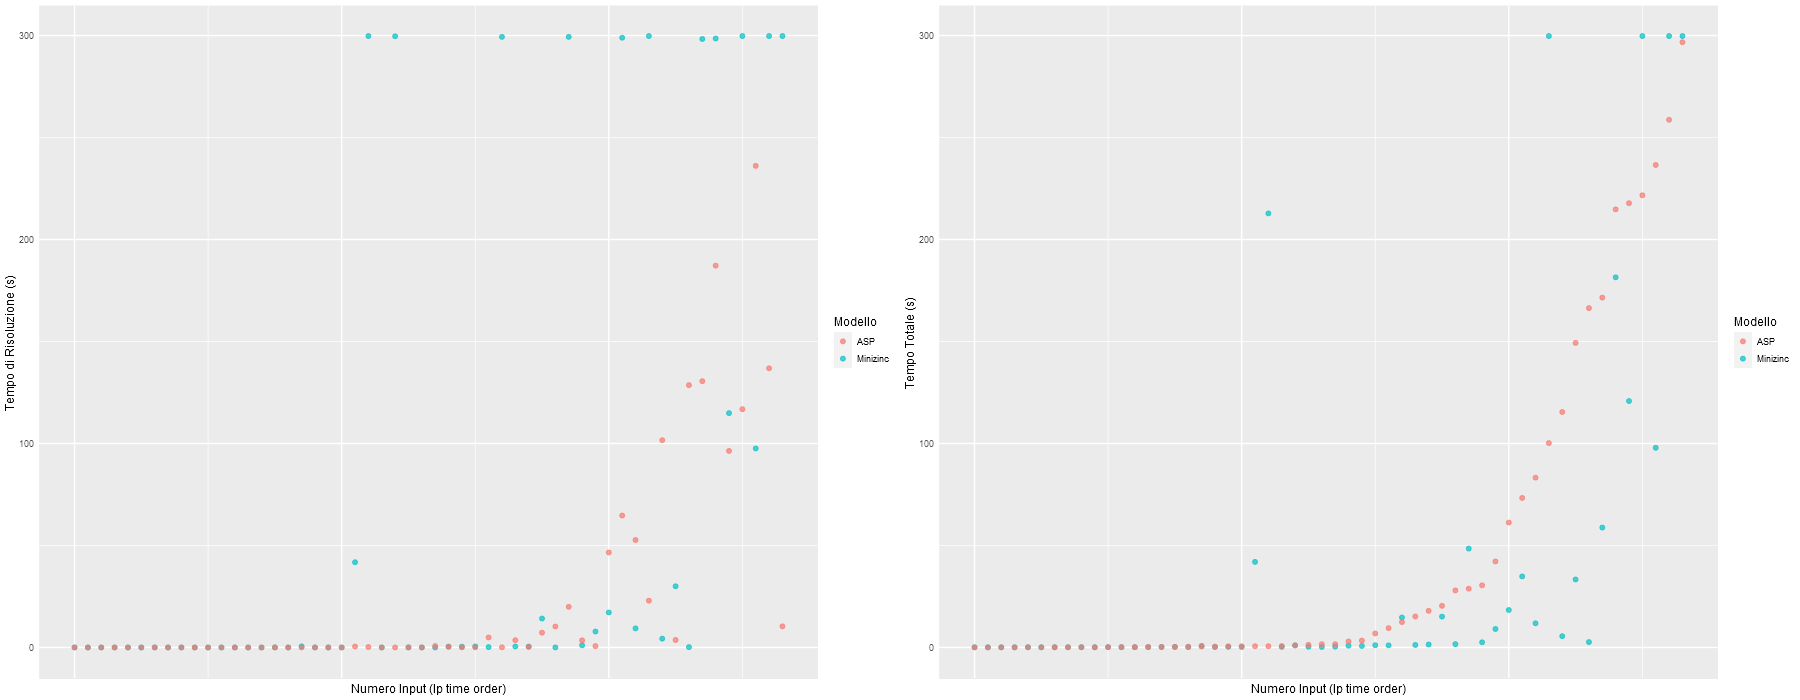 300
200
100
0
Tempo di Risoluzione (s)
Numero Input (lp time order)
Modello
ASP
Minizinc
300
200
100
0
Tempo Totale (s)
Numero Input (lp time order)
Modello
ASP
Minizinc